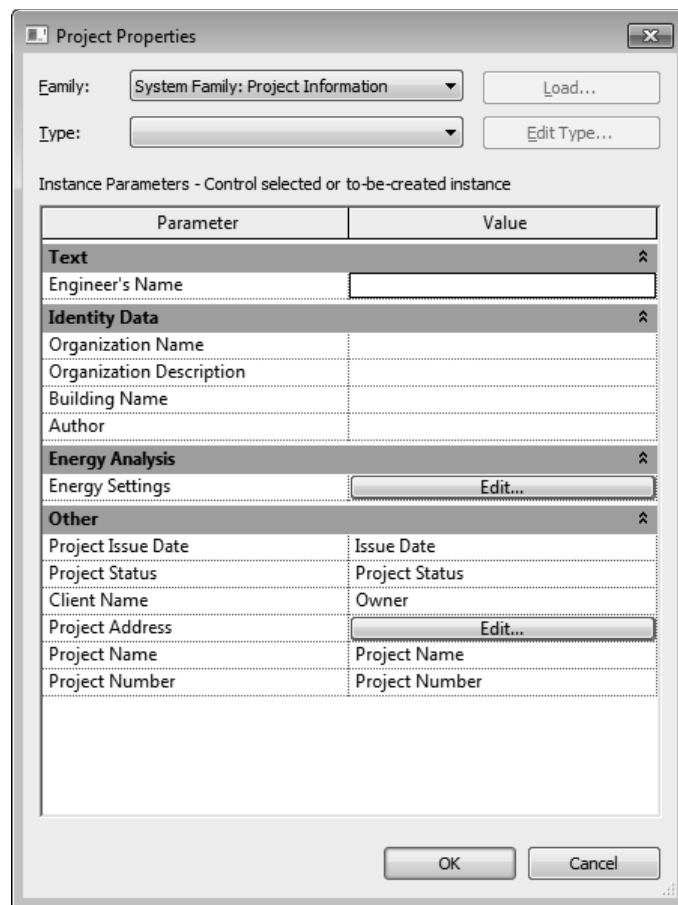 Project Properties
Family: System Family: Project Information Load...
Type: Edit Type...
Instance Parameters - Control selected or to-be-created instance
Parameter Value
Text
Engineer's Name
Identity Data
Organization Name
Organization Description
Building Name
Author
Energy Analysis
Energy Settings Edit...
Other
Project Issue Date Issue Date
Project Status Project Status
Client Name Owner
Project Address Edit...
Project Name Project Name
Project Number Project Number
OK Cancel